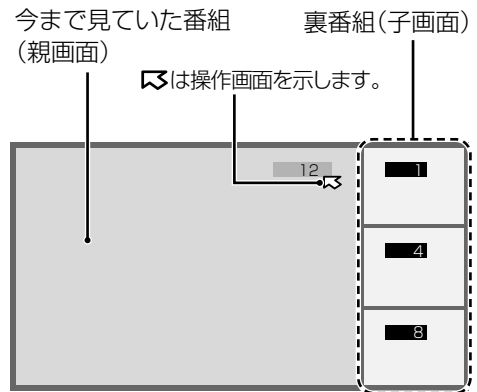 今まで見ていた番組
（親画面）
裏番組（子画面）
は操作画面を示します。
12
1
4
8